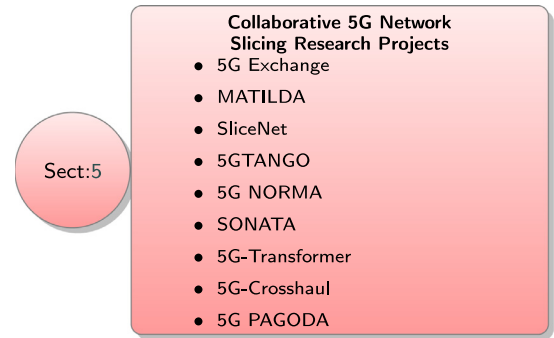 Collaborative 5G Network
Slicing Research Projects
• 5G Exchange
• MATILDA
• SliceNet
• 5GTANGO
• 5G NORMA
• SONATA
• 5G-Transformer
• 5G-Crosshaul
• 5G PAGODA
Sect:5